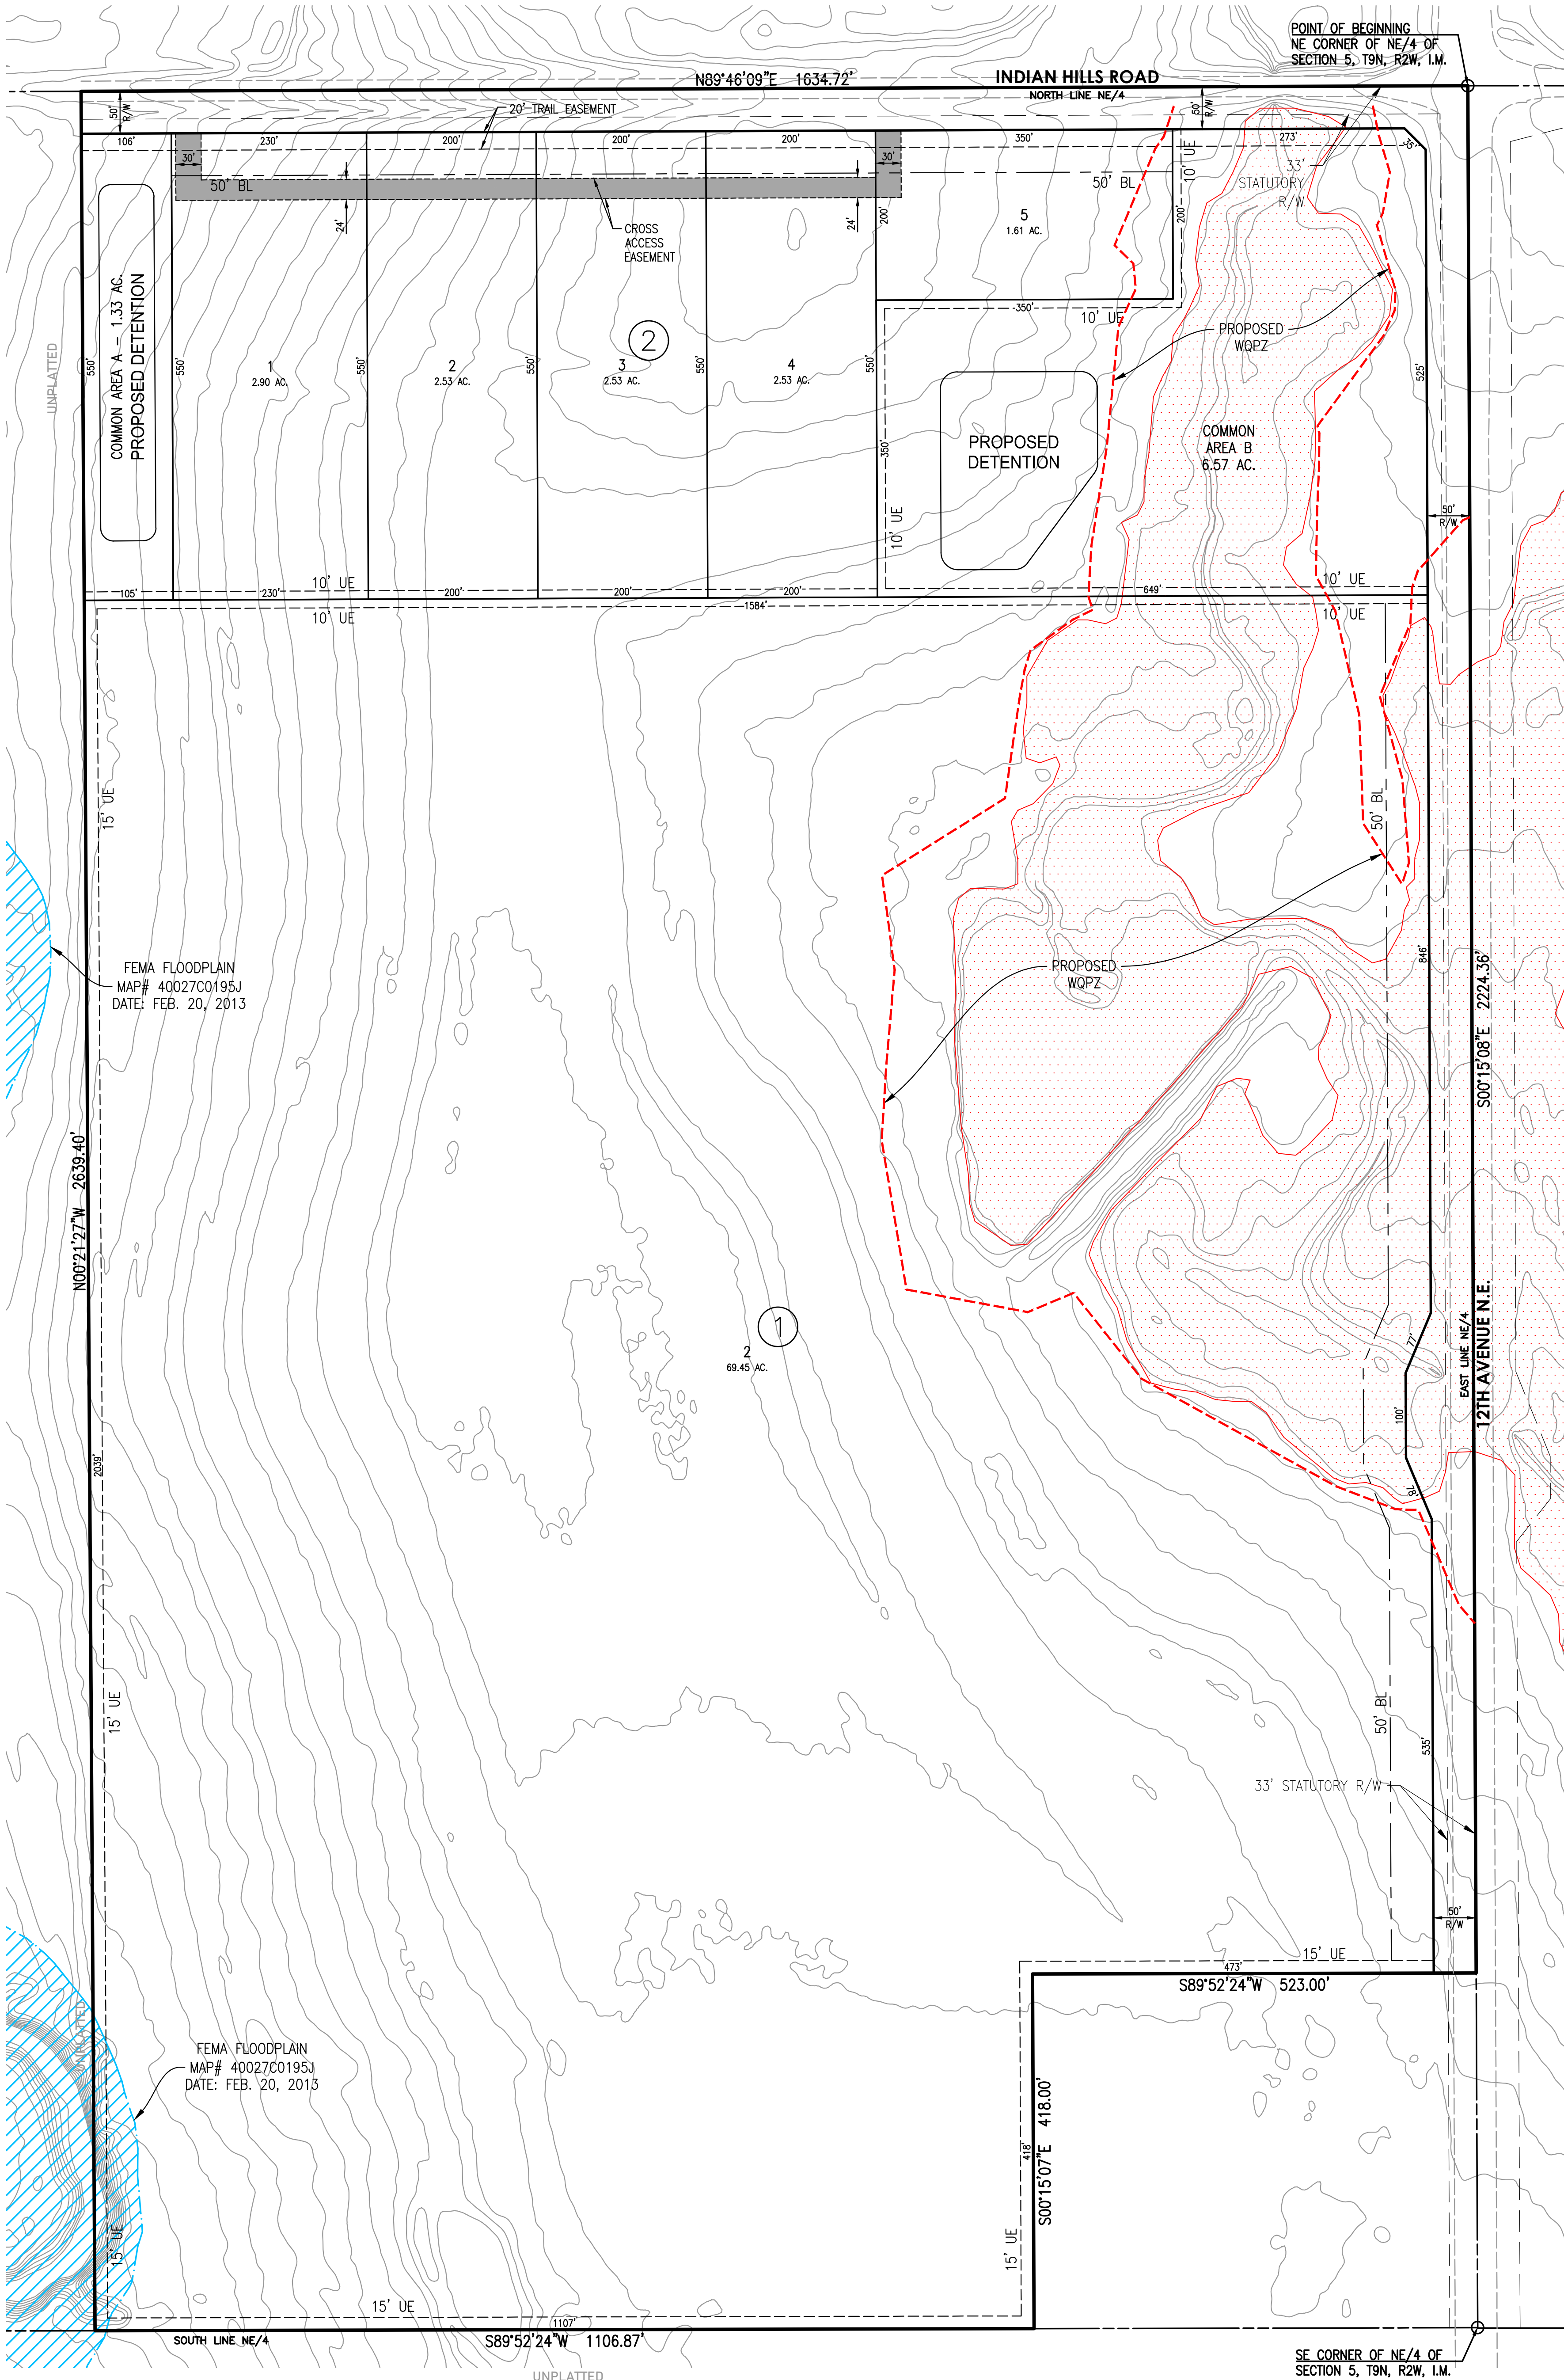 POINT OF BEGINNING
NE CORNER OF NE/4 OF
SECTION 5, T9N, R2W, I.M.
N89°46'09"E 1634.72'
INDIAN HILLS ROAD
NORTH LINE NE/4
50'
R/W
20' TRAIL EASEMENT
50'
R/W
106'
230'
200'
200'
200'
350'
273'
35'
30'
30'
10' UE
33'
STATUTORY
R/W
50' BL
50' BL
24'
24'
200'
200'
CROSS
ACCESS
EASEMENT
5
1.61 AC.
COMMON AREA A - 1.33 AC.
PROPOSED DETENTION
350'
10' UE
PROPOSED
WQPZ
UNPLATTED
550'
550'
550'
550'
550'
550'
525'
2
1
2.90 AC.
2
2.53 AC.
3
2.53 AC.
4
2.53 AC.
350'
PROPOSED
DETENTION
COMMON
AREA B
6.57 AC.
10' UE
50'
R/W
105'
230'
10' UE
200'
200'
200'
649'
10' UE
10' UE
1584'
10' UE
15' UE
50' BL
FEMA FLOODPLAIN
MAP# 40027C0195J
DATE: FEB. 20, 2013
PROPOSED
WQPZ
846'
S00°15'08"E 2224.36'
N00°21'27"W 2639.40'
1
2
69.45 AC.
77'
EAST LINE NE/4
12TH AVENUE N.E.
100'
78'
2039'
15' UE
50' BL
535'
33' STATUTORY R/W
50'
R/W
15' UE
473'
S89°52'24"W 523.00'
UNPLATTED
FEMA FLOODPLAIN
MAP# 40027C0195J
DATE: FEB. 20, 2013
418'
S00°15'07"E 418.00'
15' UE
15' UE
15' UE
1107'
SOUTH LINE NE/4
S89°52'24"W 1106.87'
UNPLATTED
SE CORNER OF NE/4 OF
SECTION 5, T9N, R2W, I.M.